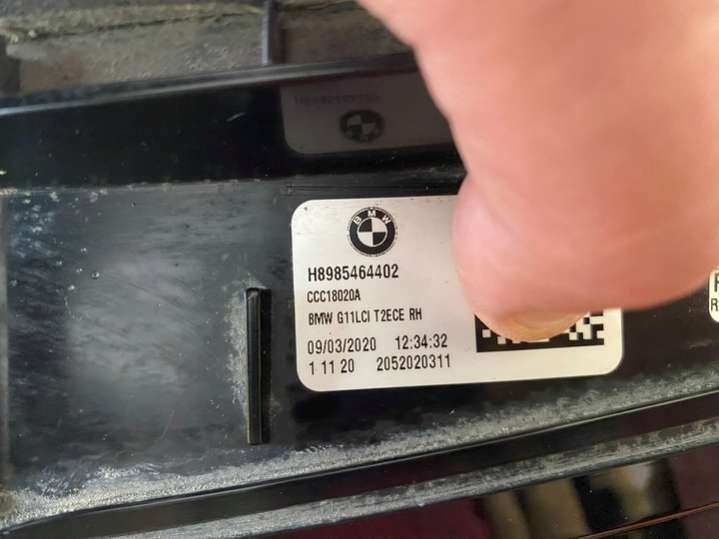 BMW
H8985464402
CCC18020A
BMW G11LCI T2ECE RH
09/03/2020 12:34:32
1 11 20 2052020311